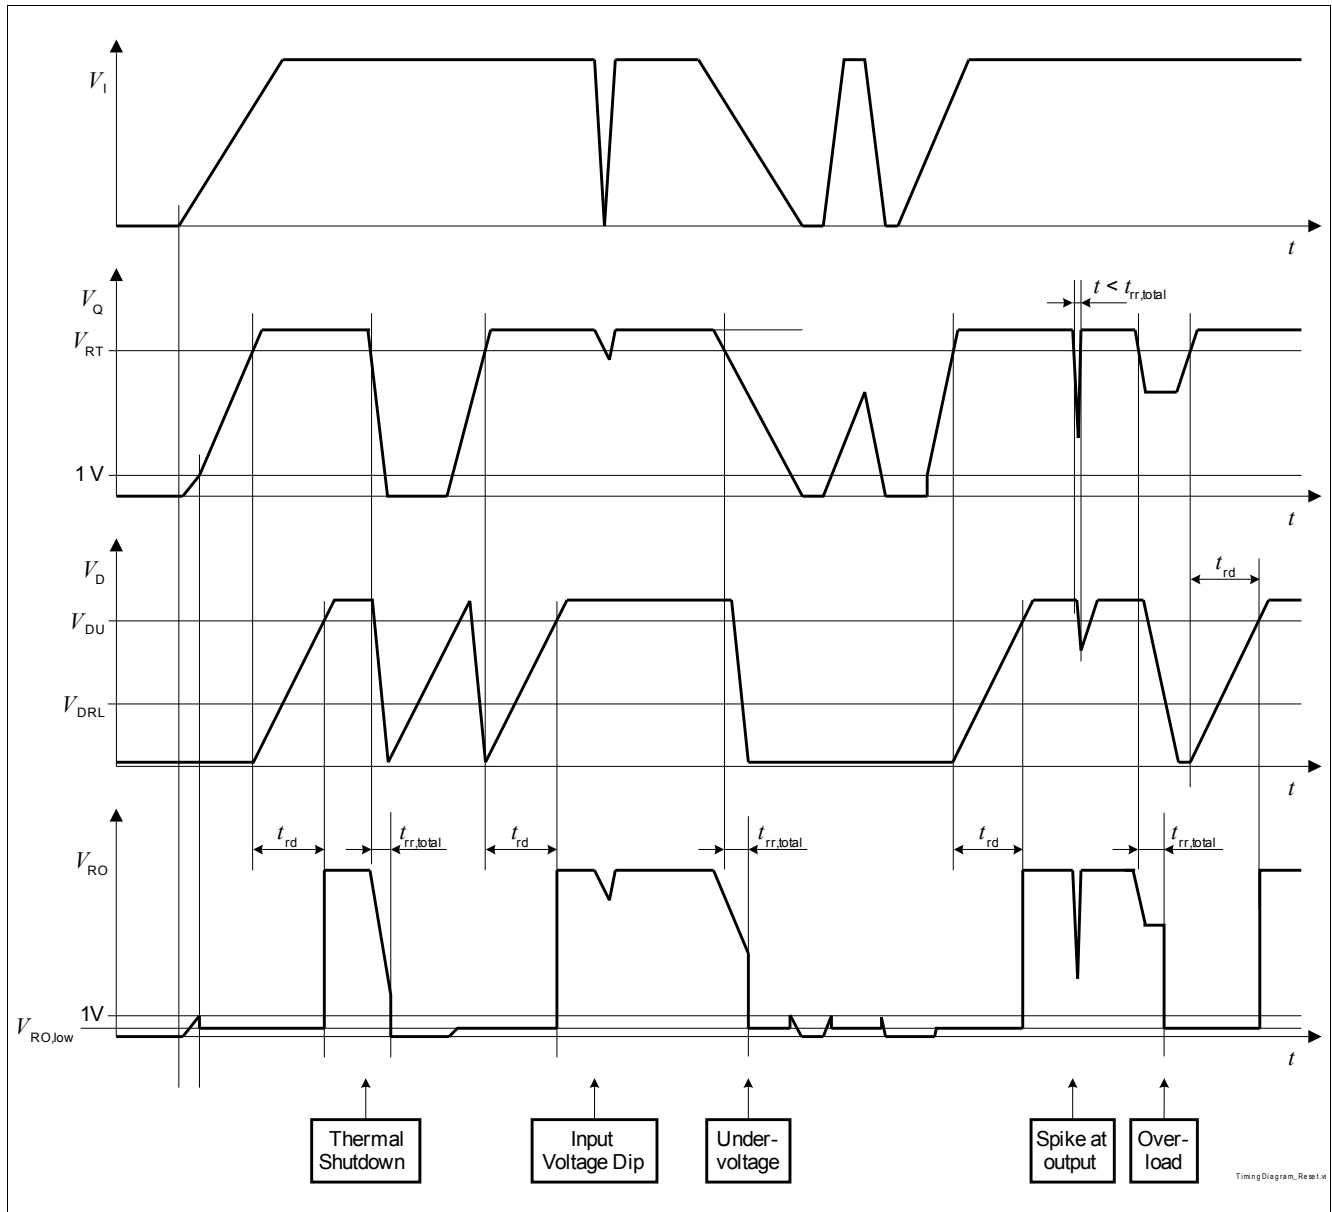 V_I
t
V_Q
t < t_rr,total
V_RT
1 V
t
V_D
t_rd
V_DU
V_DRL
t
t_rd
t_rr,total
t_rd
t_rr,total
t_rd
t_rr,total
V_RO
1V
V_RO,low
t
Thermal
Shutdown
Input
Voltage Dip
Under-
voltage
Spike at
output
Over-
load
TimingDiagram_Reset.vs